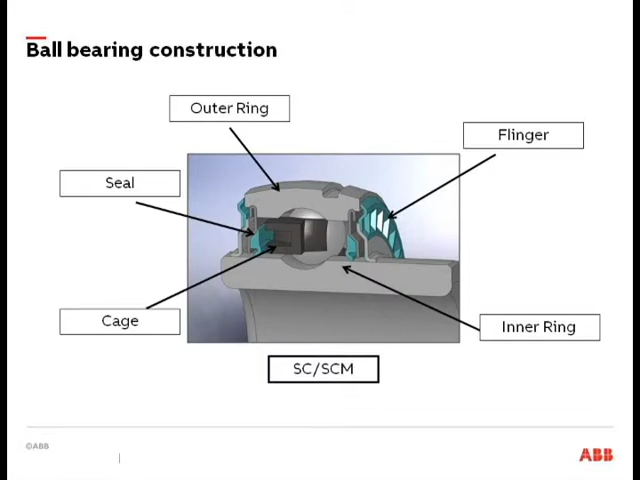 Ball bearing construction
Outer Ring
Flinger
Seal
Cage
Inner Ring
SC/SCM
©ABB
ABB